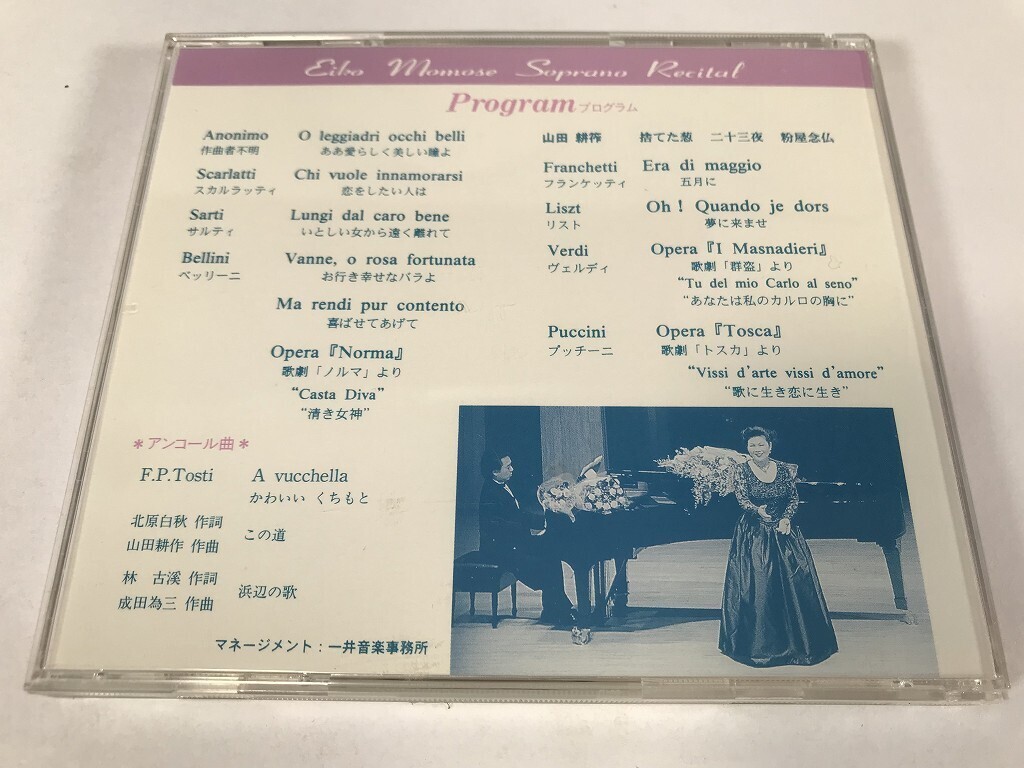 Eiko Momose Soprano Recital
Program プログラム
Anonimo O leggiadri occhi belli
作曲者不明 ああ愛らしく美しい瞳よ
Scarlatti Chi vuole innamorarsi
スカルラッティ 恋をしたい人は
Sarti Lungi dal caro bene
サルティ いとしい女から遠く離れて
Bellini Vanne, o rosa fortunata
ベッリーニ お行き幸せなバラよ
Ma rendi pur contento
喜ばせてあげて
Opera『Norma』
歌劇「ノルマ」より
“Casta Diva”
“清き女神”
＊アンコール曲＊
F.P.Tosti A vucchella
かわいい くちもと
北原白秋 作詞
山田耕作 作曲 この道
林 古溪 作詞
成田為三 作曲 浜辺の歌
マネージメント：一井音楽事務所
山田 耕筰 捨てた葱 二十三夜 粉屋念仏
Franchetti Era di maggio
フランケッティ 五月に
Liszt Oh ! Quando je dors
リスト 夢に来ませ
Verdi Opera『I Masnadieri』
ヴェルディ 歌劇「群盗」より
“Tu del mio Carlo al seno”
“あなたは私のカルロの胸に”
Puccini Opera『Tosca』
プッチーニ 歌劇「トスカ」より
“Vissi d'arte vissi d'amore”
“歌に生き恋に生き”